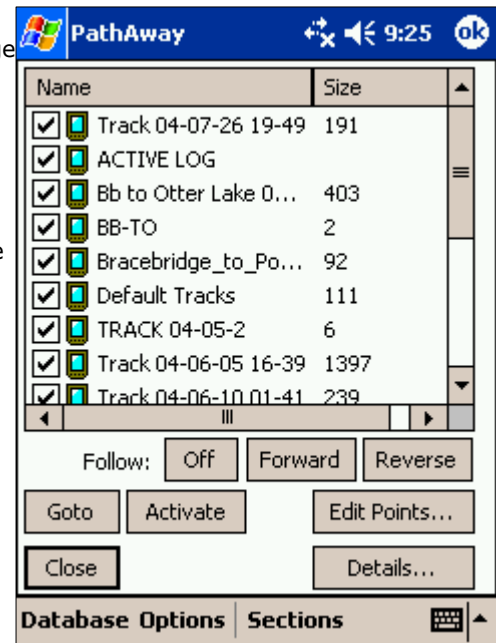 PathAway 9:25 ok
Name Size
Track 04-07-26 19-49 191
ACTIVE LOG
Bb to Otter Lake 0... 403
BB-TO 2
Bracebridge_to_Po... 92
Default Tracks 111
TRACK 04-05-2 6
Track 04-06-05 16-39 1397
Track 04-06-10 01-41 239
Follow: Off Forward Reverse
Goto Activate Edit Points...
Close Details...
Database Options Sections